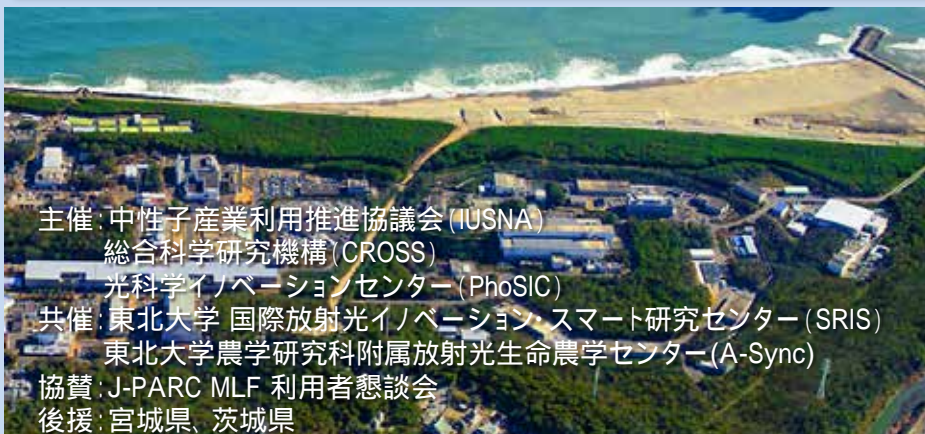 主催:中性子産業利用推進協議会(IUSNA)
総合科学研究機構(CROSS)
光科学イノベーションセンター(PhoSIC)
共催:東北大学 国際放射光イノベーション・スマート研究センター(SRIS)
東北大学農学研究科附属放射光生命農学センター(A-Sync)
協賛:J-PARC MLF 利用者懇談会
後援:宮城県、茨城県